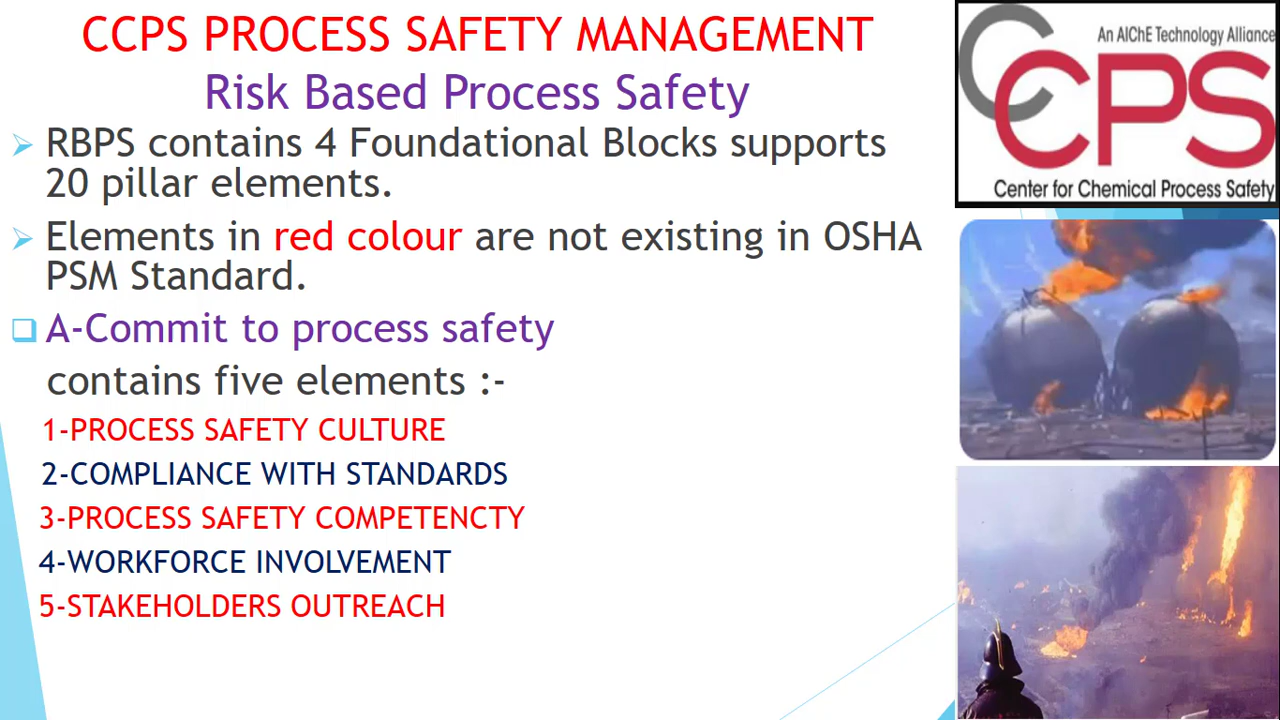 CCPS PROCESS SAFETY MANAGEMENT
Risk Based Process Safety
RBPS contains 4 Foundational Blocks supports
20 pillar elements.
Elements in red colour are not existing in OSHA
PSM Standard.
A-Commit to process safety
contains five elements :-
1-PROCESS SAFETY CULTURE
2-COMPLIANCE WITH STANDARDS
3-PROCESS SAFETY COMPETENCTY
4-WORKFORCE INVOLVEMENT
5-STAKEHOLDERS OUTREACH
An AIChE Technology Alliance
CCPS
Center for Chemical Process Safety